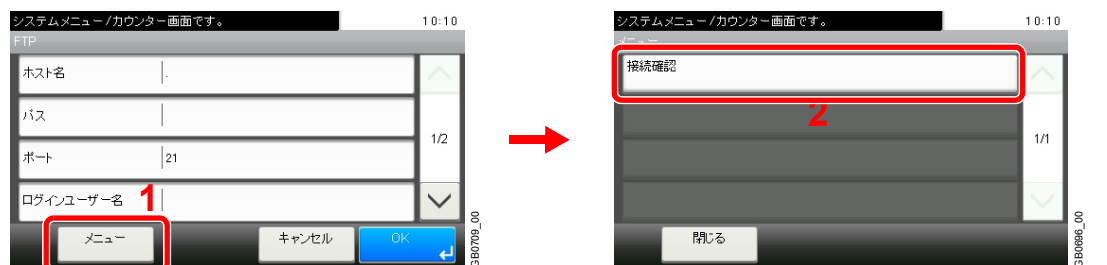 システムメニュー/カウンター画面です。
10:10
FTP
ホスト名
.
パス
ポート
21
ログインユーザー名
1/2
1
メニュー
キャンセル
OK
GB0709_00
システムメニュー/カウンター画面です。
10:10
メニュー
接続確認
2
1/1
閉じる
GB0696_00